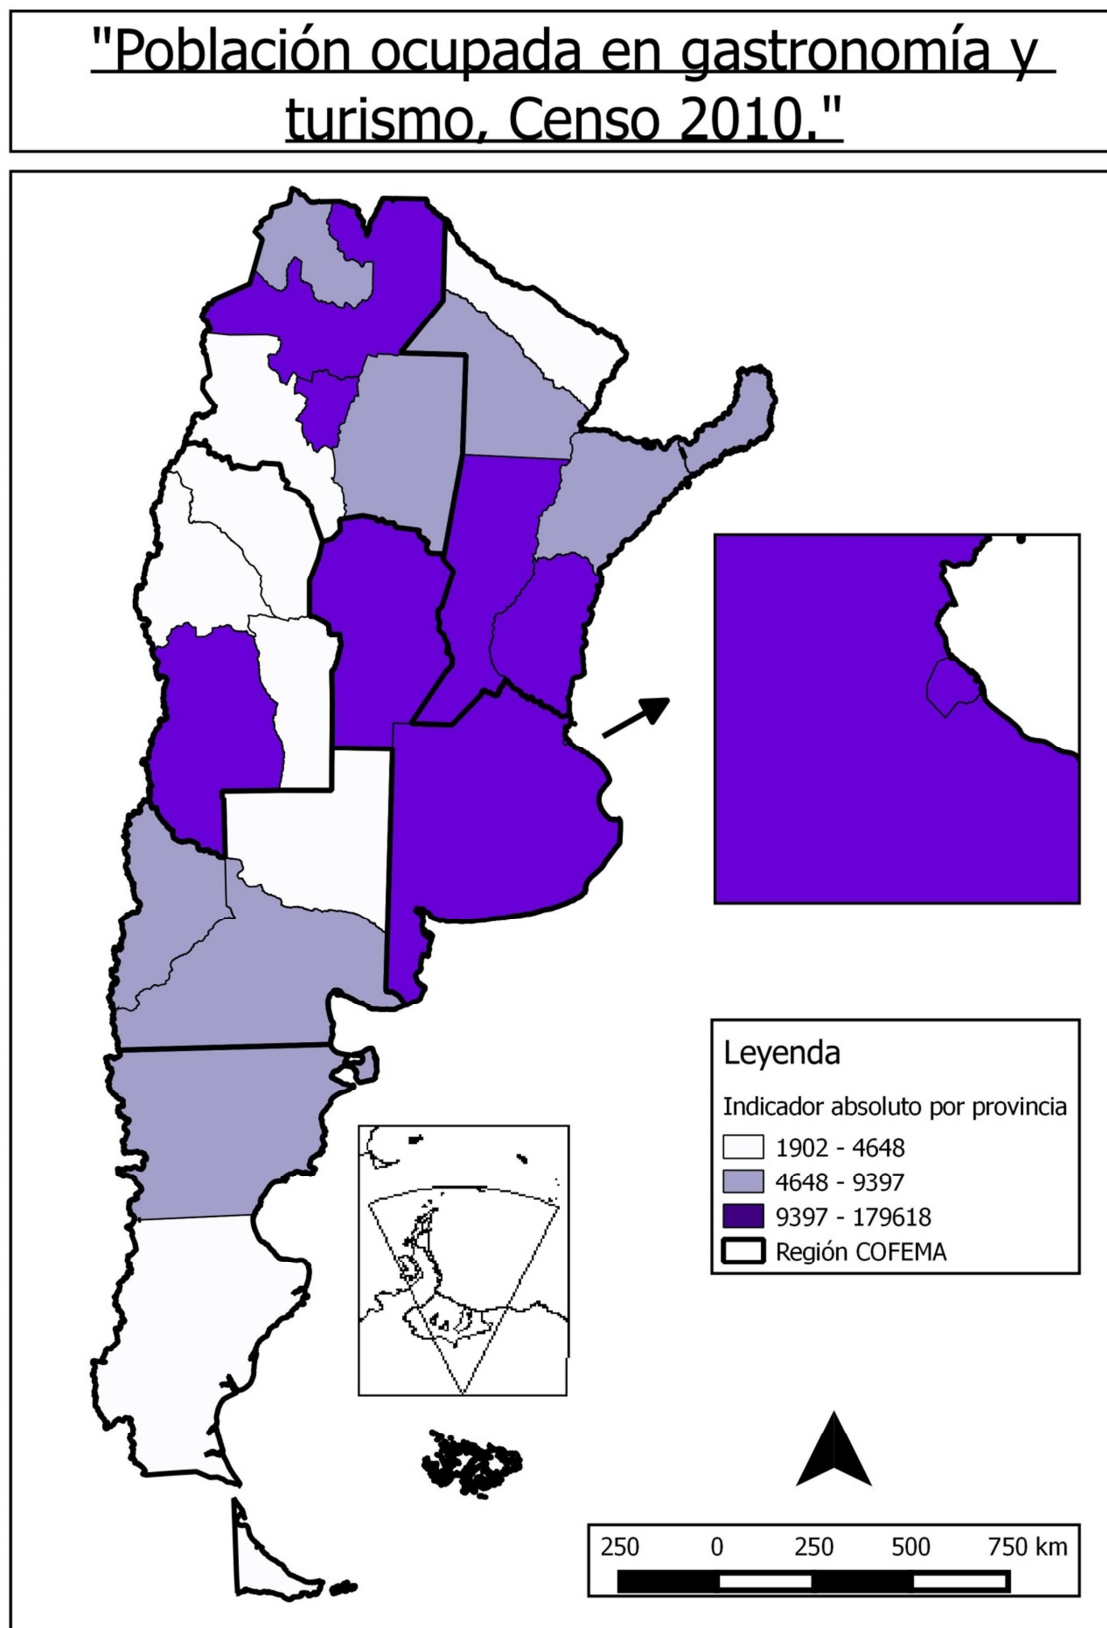 "Población ocupada en gastronomía y
turismo, Censo 2010."
Leyenda
Indicador absoluto por provincia
1902 - 4648
4648 - 9397
9397 - 179618
Región COFEMA
250 0 250 500 750 km